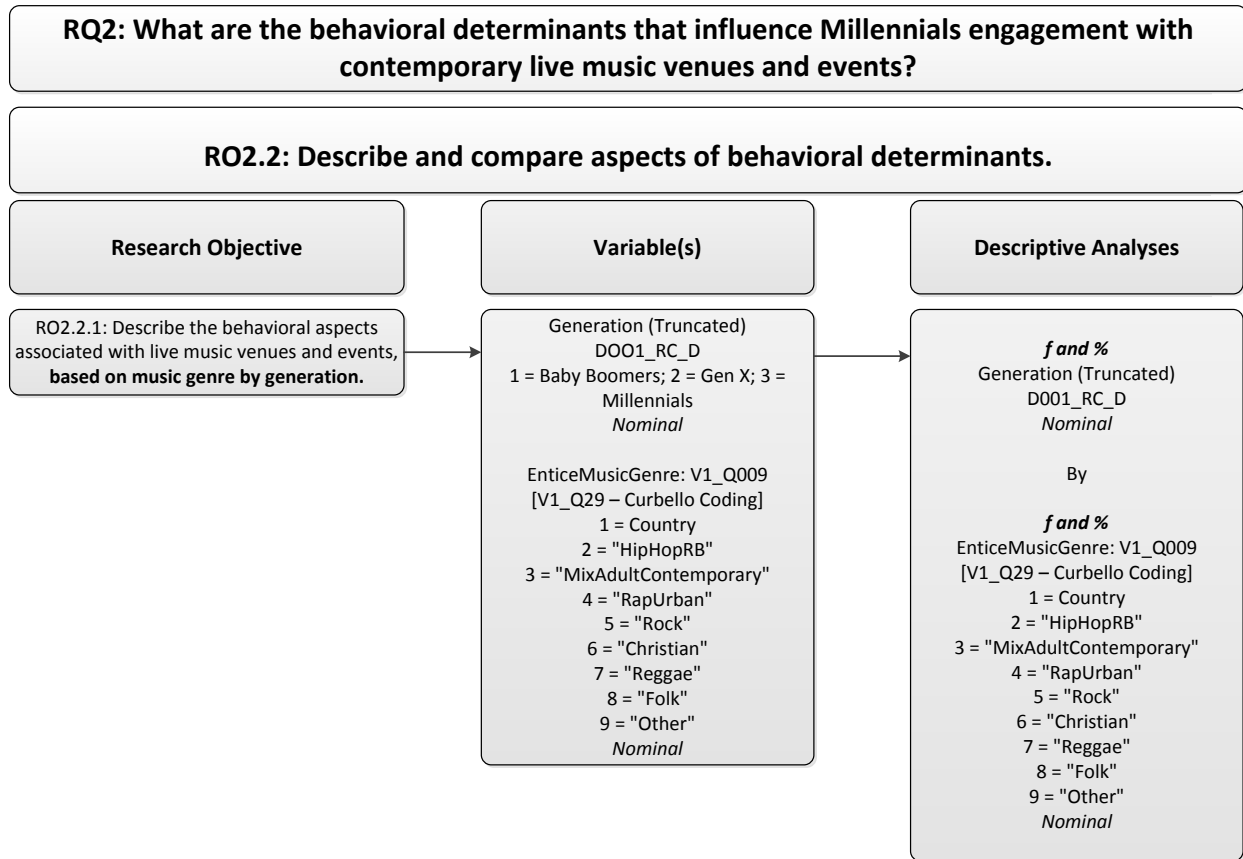 RQ2: What are the behavioral determinants that influence Millennials engagement with
contemporary live music venues and events?
RO2.2: Describe and compare aspects of behavioral determinants.
Research Objective
Variable(s)
Descriptive Analyses
RO2.2.1: Describe the behavioral aspects
associated with live music venues and events,
based on music genre by generation.
Generation (Truncated)
DOO1_RC_D
1 = Baby Boomers; 2 = Gen X; 3 =
Millennials
Nominal
EnticeMusicGenre: V1_Q009
[V1_Q29 – Curbello Coding]
1 = Country
2 = "HipHopRB"
3 = "MixAdultContemporary"
4 = "RapUrban"
5 = "Rock"
6 = "Christian"
7 = "Reggae"
8 = "Folk"
9 = "Other"
Nominal
f and %
Generation (Truncated)
D001_RC_D
Nominal
By
f and %
EnticeMusicGenre: V1_Q009
[V1_Q29 – Curbello Coding]
1 = Country
2 = "HipHopRB"
3 = "MixAdultContemporary"
4 = "RapUrban"
5 = "Rock"
6 = "Christian"
7 = "Reggae"
8 = "Folk"
9 = "Other"
Nominal